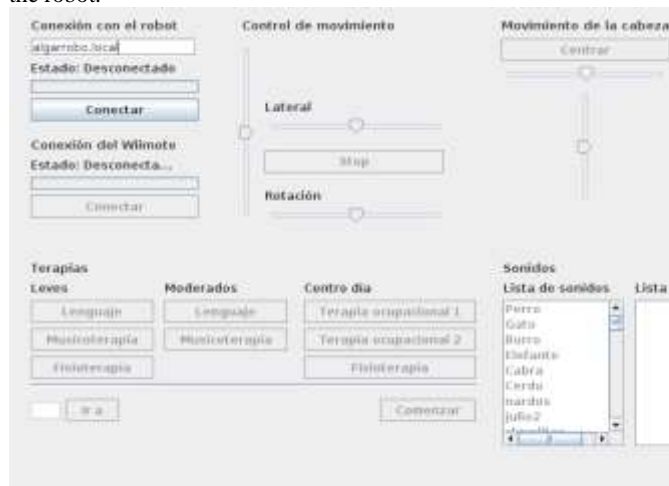 the robot.
Conexión con el robot
algarrobo.local
Estado: Desconectado
Conectar
Conexión del Wiimote
Estado: Desconecta...
Conectar
Control de movimiento
Lateral
Stop
Rotación
Movimiento de la cabeza
Centrar
Terapias
Leves
Lenguaje
Musicoterapia
Fisioterapia
Moderados
Lenguaje
Musicoterapia
Centro dia
Terapia ocupacional 1
Terapia ocupacional 2
Fisioterapia
Ir a
Comenzar
Sonidos
Lista de sonidos
Perro
Gato
Burro
Elefante
Cabra
Cerdo
nardos
julio2
Lista